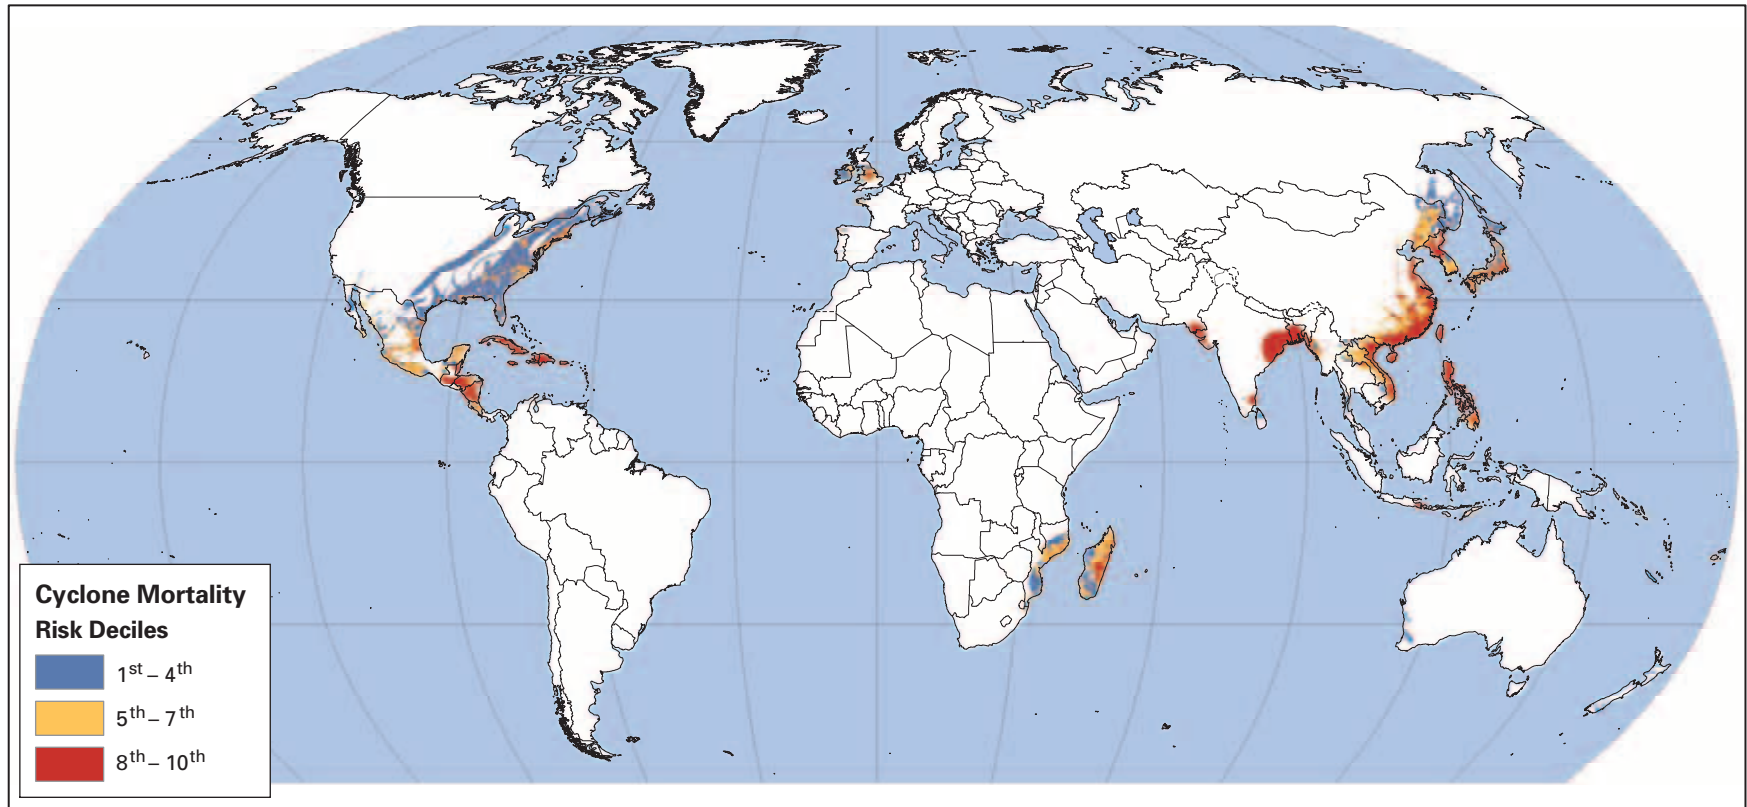 Cyclone Mortality
Risk Deciles
1st – 4th
5th – 7th
8th – 10th